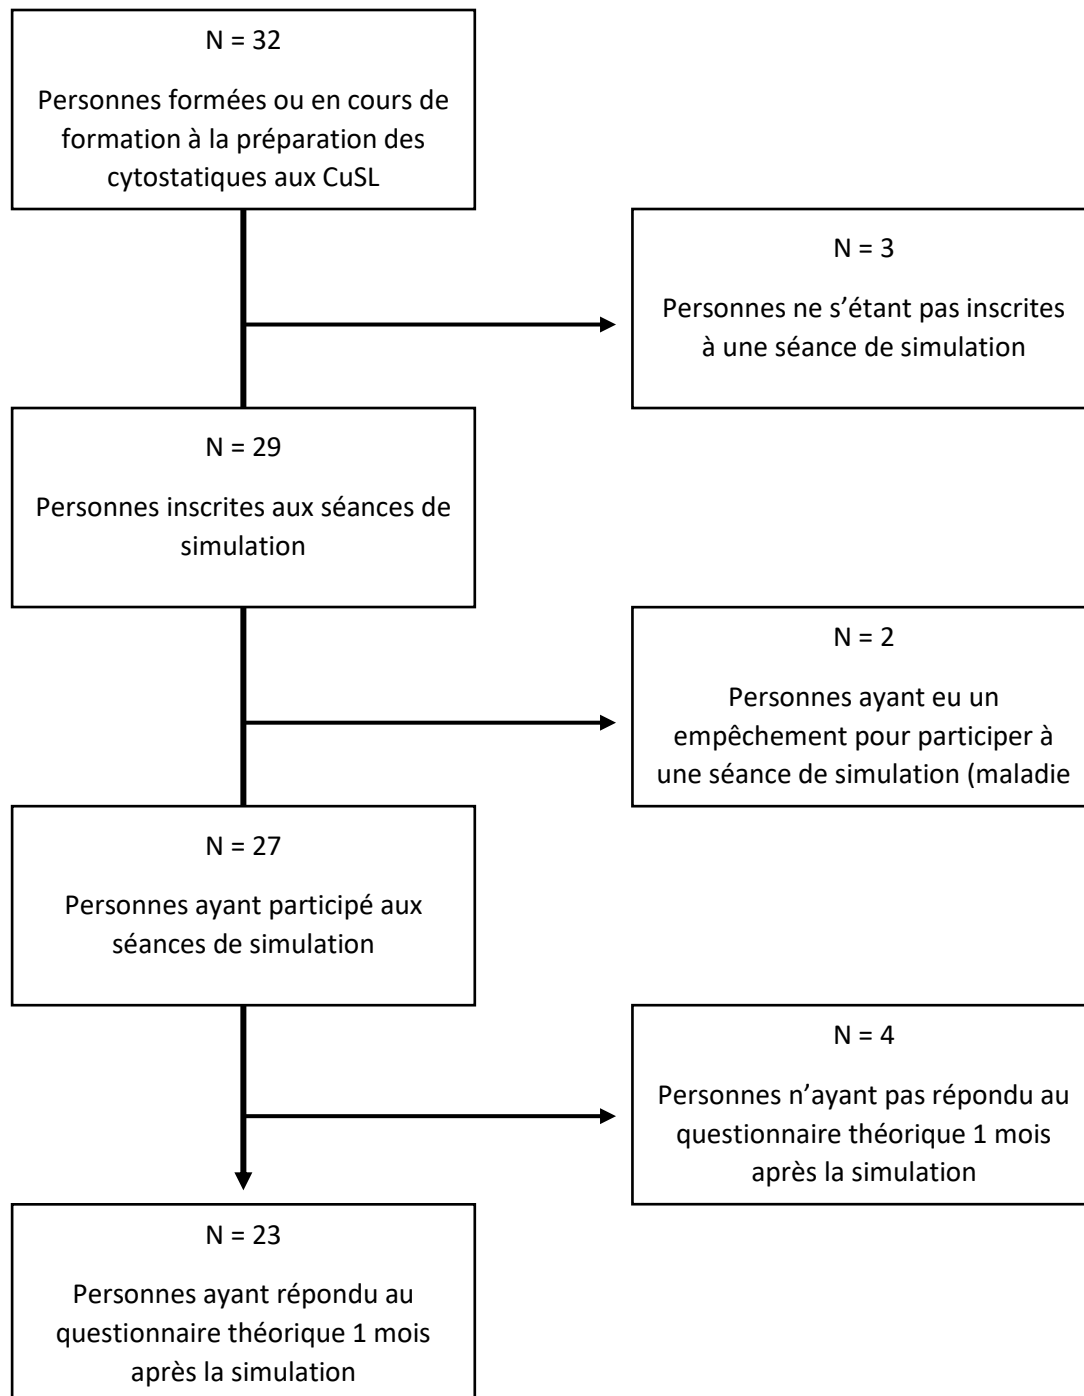 N = 32
Personnes formées ou en cours de
formation à la préparation des
cytostatiques aux CuSL
N = 3
Personnes ne s’étant pas inscrites
à une séance de simulation
N = 29
Personnes inscrites aux séances de
simulation
N = 2
Personnes ayant eu un
empêchement pour participer à
une séance de simulation (maladie
N = 27
Personnes ayant participé aux
séances de simulation
N = 4
Personnes n’ayant pas répondu au
questionnaire théorique 1 mois
après la simulation
N = 23
Personnes ayant répondu au
questionnaire théorique 1 mois
après la simulation